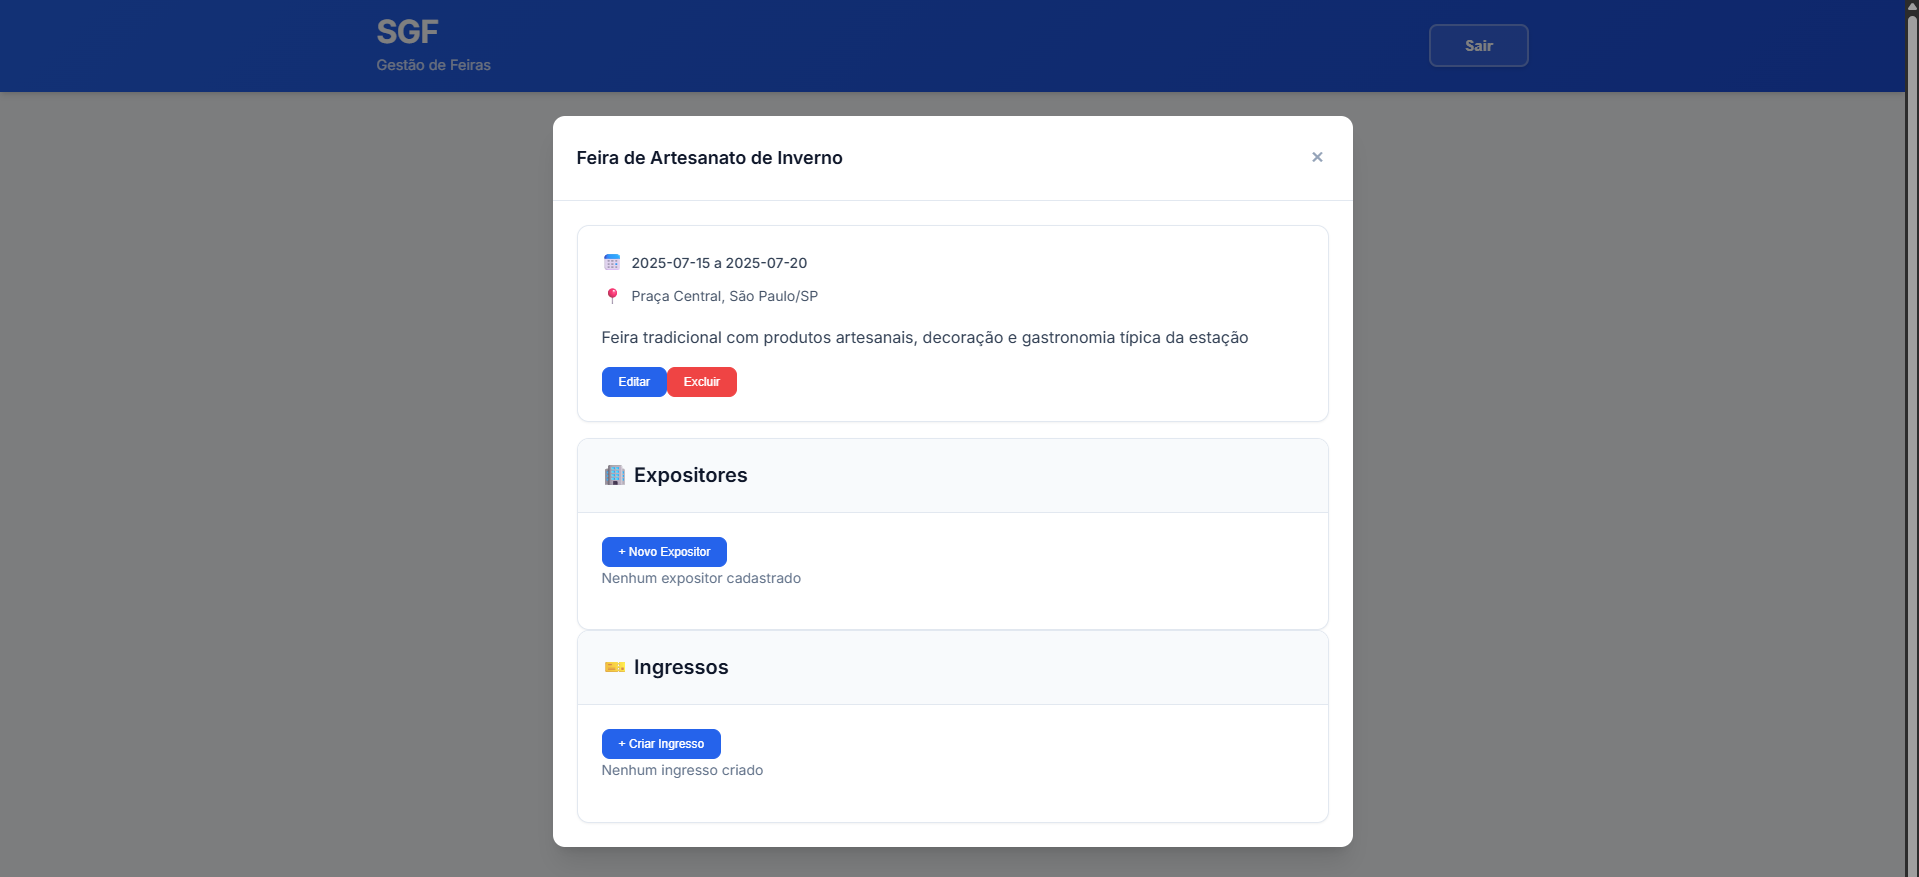 SGF
Gestão de Feiras
Sair
Feira de Artesanato de Inverno
×
2025-07-15 a 2025-07-20
Praça Central, São Paulo/SP
Feira tradicional com produtos artesanais, decoração e gastronomia típica da estação
Editar Excluir
Expositores
+ Novo Expositor
Nenhum expositor cadastrado
Ingressos
+ Criar Ingresso
Nenhum ingresso criado